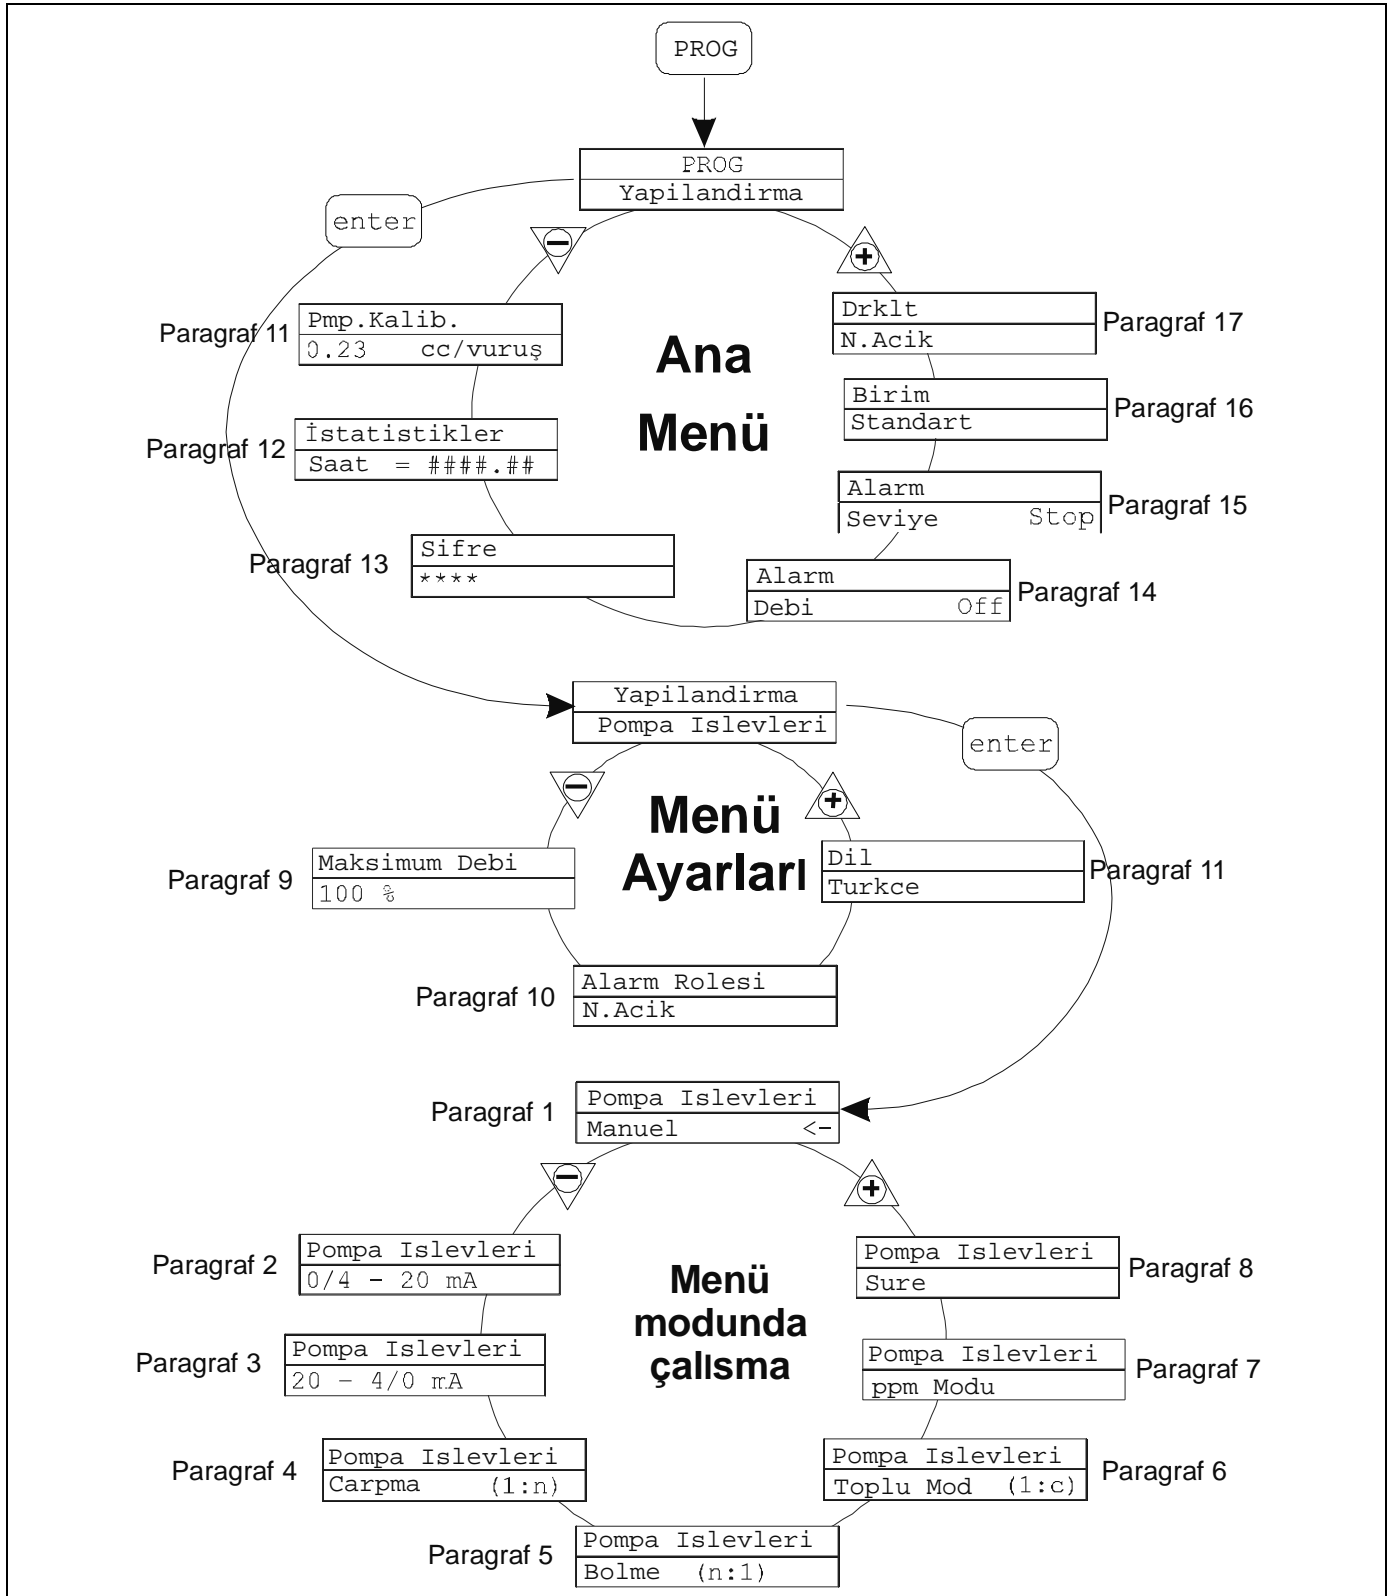 PROG
PROG
Yapilandirma
enter
Pmp.Kalib.
0.23 cc/vuruş
Paragraf 11
İstatistikler
Saat = ####.##
Paragraf 12
Sifre
****
Paragraf 13
Ana
Menü
Drklt
N.Acik
Paragraf 17
Birim
Standart
Paragraf 16
Alarm
Seviye Stop
Paragraf 15
Alarm
Debi Off
Paragraf 14
Yapilandirma
Pompa Islevleri
enter
Menü
Ayarları
Maksimum Debi
100 %
Paragraf 9
Dil
Turkce
Paragraf 11
Alarm Rolesi
N.Acik
Paragraf 10
Pompa Islevleri
Manuel <-
Paragraf 1
Pompa Islevleri
0/4 - 20 mA
Paragraf 2
Pompa Islevleri
20 - 4/0 mA
Paragraf 3
Pompa Islevleri
Carpma (1:n)
Paragraf 4
Pompa Islevleri
Bolme (n:1)
Paragraf 5
Menü
modunda
çalısma
Pompa Islevleri
Sure
Paragraf 8
Pompa Islevleri
ppm Modu
Paragraf 7
Pompa Islevleri
Toplu Mod (1:c)
Paragraf 6